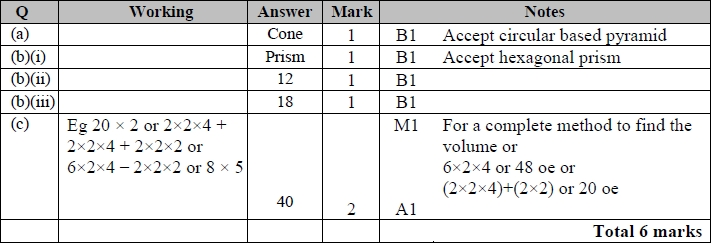 Q Working Answer Mark Notes
(a) Cone 1 B1 Accept circular based pyramid
(b)(i) Prism 1 B1 Accept hexagonal prism
(b)(ii) 12 1 B1
(b)(iii) 18 1 B1
(c) Eg 20 × 2 or 2×2×4 + M1 For a complete method to find the
2×2×4 + 2×2×2 or volume or
6×2×4 – 2×2×2 or 8 × 5 6×2×4 or 48 oe or
(2×2×4)+(2×2) or 20 oe
40 2 A1
Total 6 marks